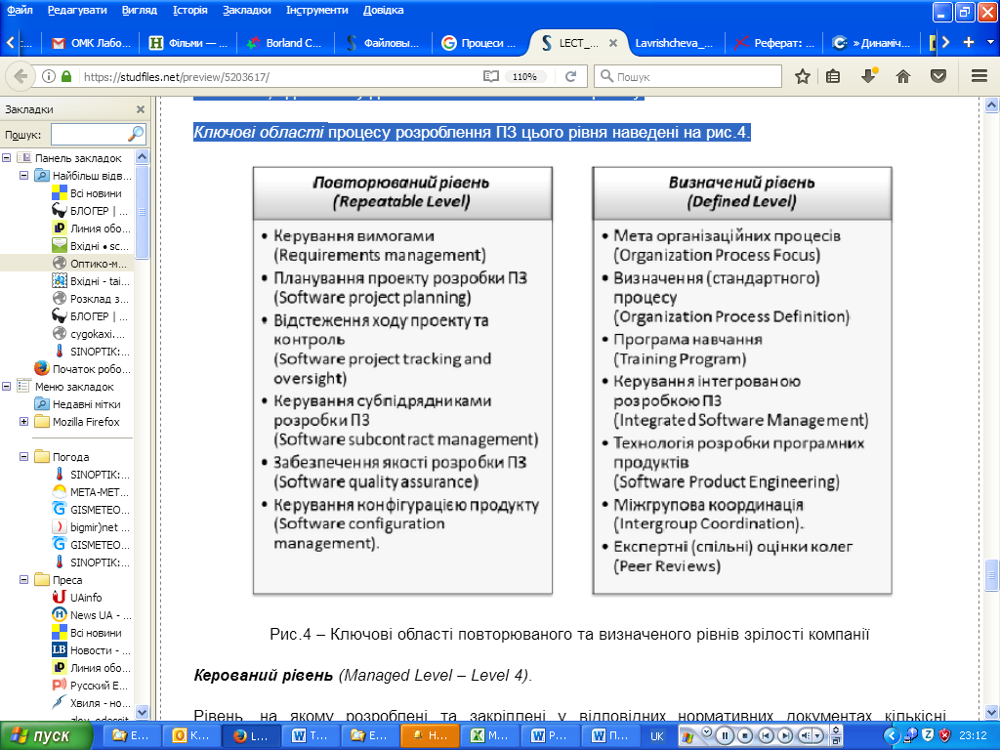 Файл Редагувати Вигляд Історія Закладки Інструменти Довідка
ОМК Лабо... Фільми — ... Borland C... Файловы... Процеси ... LECT_... Lavrishcheva_... Реферат: ... » Динаміч...
https://studfiles.net/preview/5203617/ 110% Пошук
Закладки
Пошук:
Панель закладок
Найбільш відв...
Всі новини
БЛОГЕР | ...
Линия обо...
Вхідні • sc...
Оптико-м...
Вхідні - tai...
Розклад з...
БЛОГЕР | ...
cygokaxi....
SINOPTIK:...
Початок робо...
Меню закладок
Недавні мітки
Mozilla Firefox
Погода
SINOPTIK:...
МЕТА-МЕТ...
GISMETEO...
bigmir)net ...
GISMETEO...
SINOPTIK:...
Преса
UAinfo
News UA - ...
Всі новини
Новости - ...
Линия обо...
Русский Е...
Хвиля - но...
Ключові області процесу розроблення ПЗ цього рівня наведені на рис.4.
Повторюваний рівень
(Repeatable Level)
• Керування вимогами
(Requirements management)
• Планування проекту розробки ПЗ
(Software project planning)
• Відстеження ходу проекту та
контроль
(Software project tracking and
oversight)
• Керування субпідрядниками
розробки ПЗ
(Software subcontract management)
• Забезпечення якості розробки ПЗ
(Software quality assurance)
• Керування конфігурацією продукту
(Software configuration
management).
Визначений рівень
(Defined Level)
• Мета організаційних процесів
(Organization Process Focus)
• Визначення (стандартного)
процесу
(Organization Process Definition)
• Програма навчання
(Training Program)
• Керування інтегрованою
розробкою ПЗ
(Integrated Software Management)
• Технологія розробки програмних
продуктів
(Software Product Engineering)
• Міжгрупова координація
(Intergroup Coordination).
• Експертні (спільні) оцінки колег
(Peer Reviews)
Рис.4 – Ключові області повторюваного та визначеного рівнів зрілості компанії
Керований рівень (Managed Level – Level 4).
Рівень, на якому розроблені та закріплені у відповідних нормативних документах кількісні
пуск Е... К... L... Т... Е... Н... М... Р... П... UK 23:12